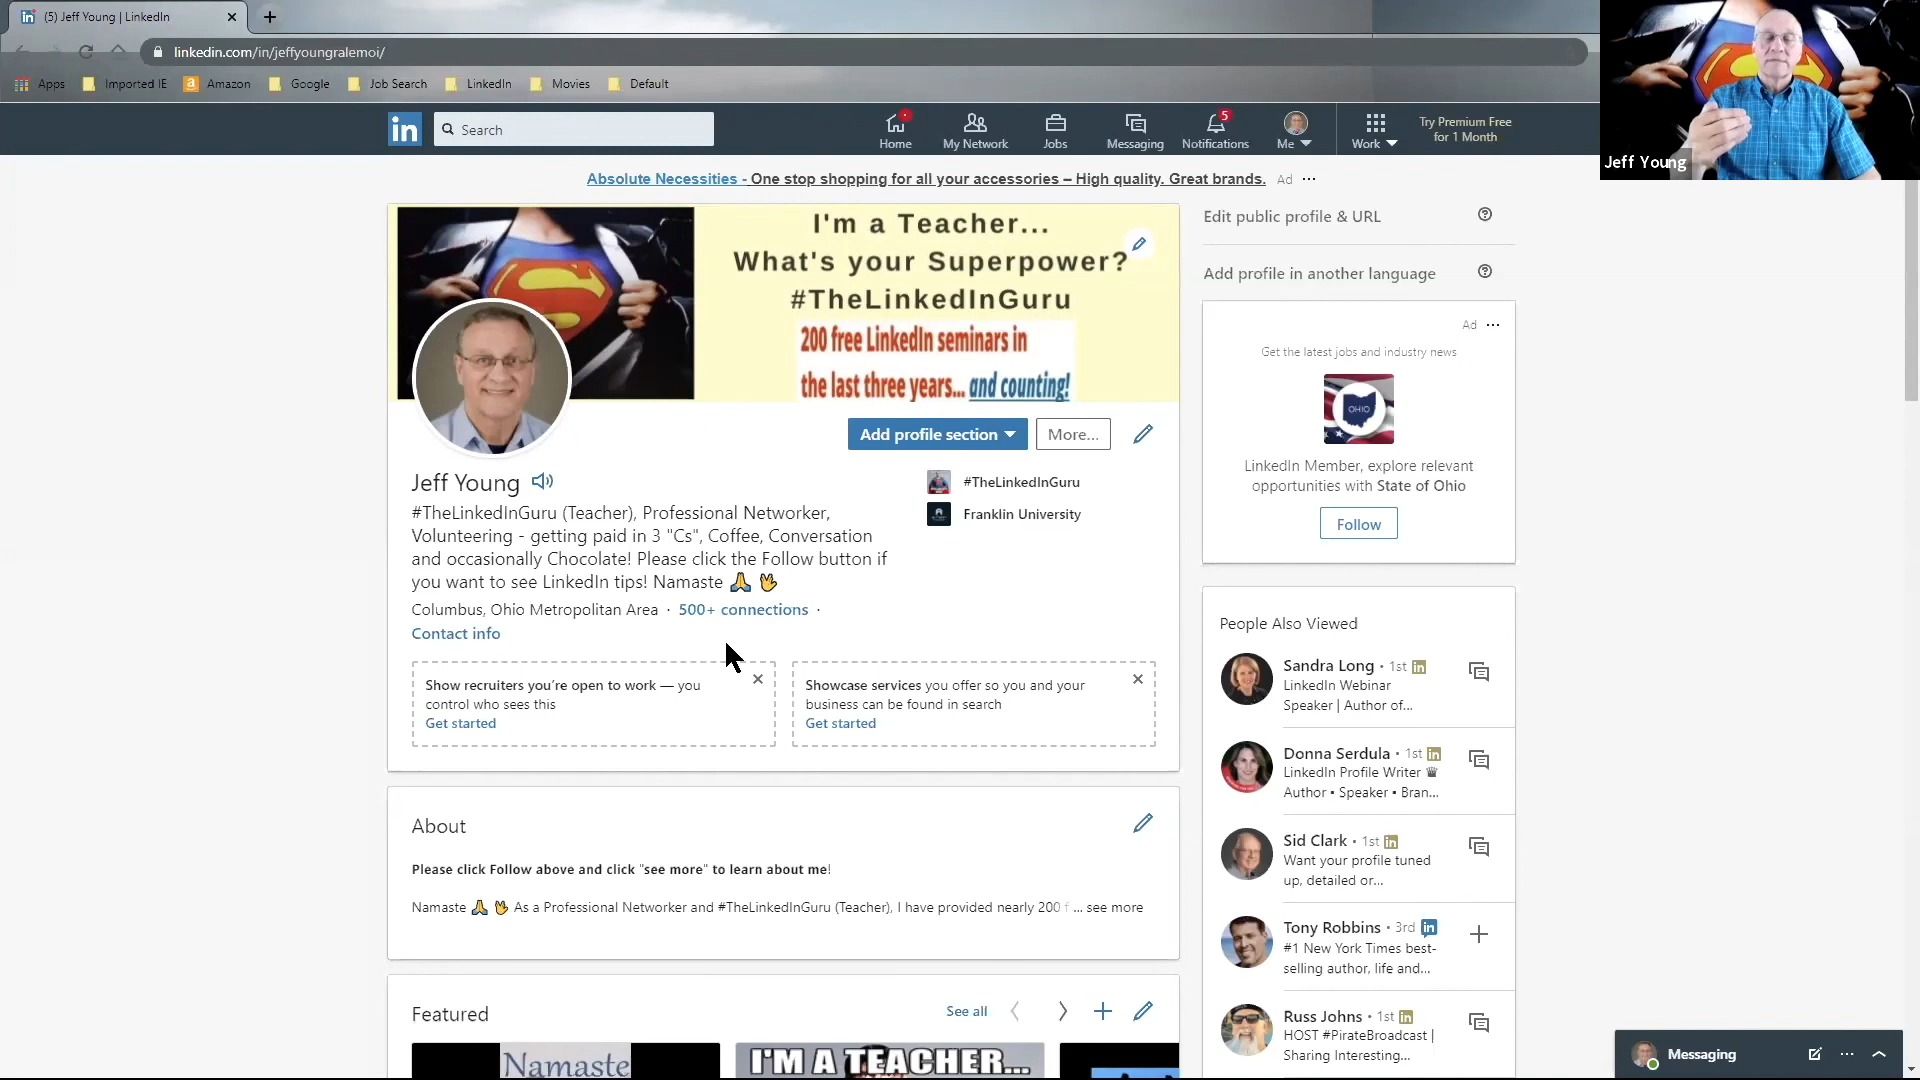 (5) Jeff Young | LinkedIn
linkedin.com/in/jeffyoungralemoi/
Apps
Imported IE
Amazon
Google
Job Search
LinkedIn
Movies
Default
Jeff Young
in
Search
Home
My Network
Jobs
Messaging
5
Notifications
Me
Work
Try Premium Free
for 1 Month
Absolute Necessities - One stop shopping for all your accessories – High quality. Great brands. Ad
I'm a Teacher...
What's your Superpower?
#TheLinkedInGuru
200 free LinkedIn seminars in
the last three years... and counting!
Add profile section
More...
Jeff Young
#TheLinkedInGuru (Teacher), Professional Networker,
Volunteering - getting paid in 3 "Cs", Coffee, Conversation
and occasionally Chocolate! Please click the Follow button if
you want to see LinkedIn tips! Namaste 🙏 🖖
Columbus, Ohio Metropolitan Area · 500+ connections ·
Contact info
#TheLinkedInGuru
Franklin University
Show recruiters you're open to work — you
control who sees this
Get started
Showcase services you offer so you and your
business can be found in search
Get started
About
Please click Follow above and click "see more" to learn about me!
Namaste 🙏 🖖 As a Professional Networker and #TheLinkedInGuru (Teacher), I have provided nearly 200 f ... see more
Featured
See all
Namaste
I'M A TEACHER...
Edit public profile & URL
Add profile in another language
Ad
Get the latest jobs and industry news
OHIO
LinkedIn Member, explore relevant
opportunities with State of Ohio
Follow
People Also Viewed
Sandra Long • 1st in
LinkedIn Webinar
Speaker | Author of...
Donna Serdula • 1st in
LinkedIn Profile Writer ♛
Author • Speaker • Bran...
Sid Clark • 1st in
Want your profile tuned
up, detailed or...
Tony Robbins • 3rd in
#1 New York Times best-
selling author, life and...
Russ Johns • 1st in
HOST #PirateBroadcast |
Sharing Interesting...
Messaging